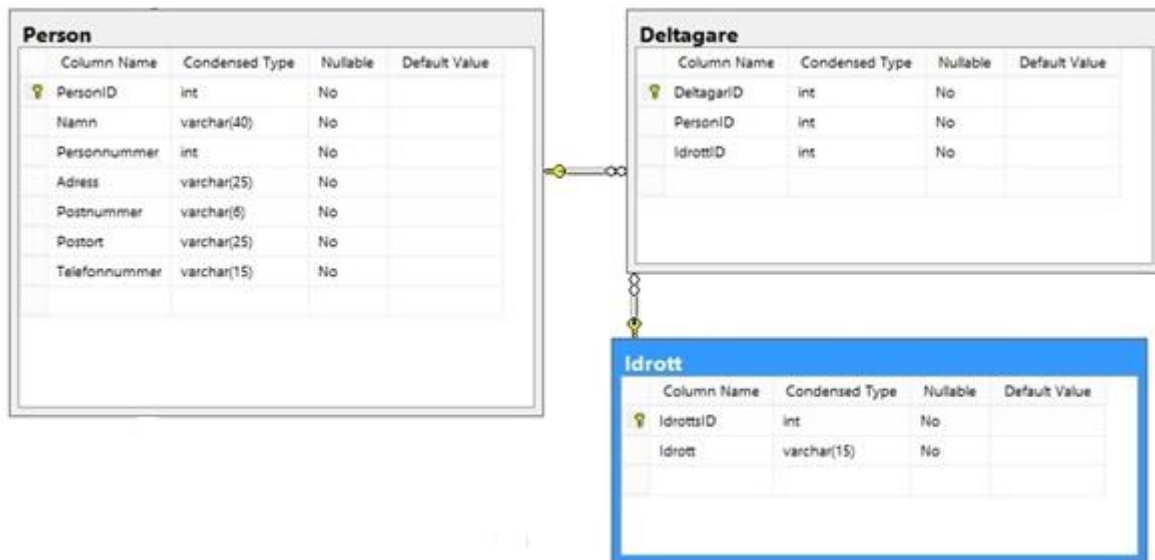 Person
Column Name Condensed Type Nullable Default Value
PersonID int No
Namn varchar(40) No
Personnummer int No
Adress varchar(25) No
Postnummer varchar(6) No
Postort varchar(25) No
Telefonnummer varchar(15) No
Deltagare
Column Name Condensed Type Nullable Default Value
DeltagarID int No
PersonID int No
IdrottID int No
Idrott
Column Name Condensed Type Nullable Default Value
IdrottsID int No
Idrott varchar(15) No